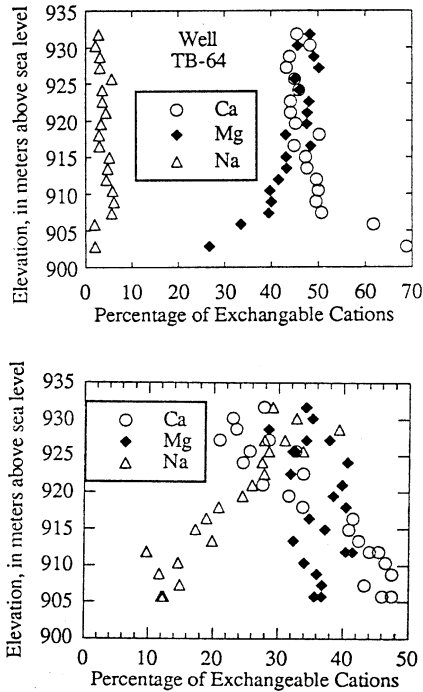 935
930
925
920
915
910
905
900
Elevation, in meters above sea level
Well
TB-64
Ca
Mg
Na
0 10 20 30 40 50 60 70
Percentage of Exchangable Cations
935
930
925
920
915
910
905
900
Elevation, in meters above sea level
Ca
Mg
Na
0 10 20 30 40 50
Percentage of Exchangeable Cations